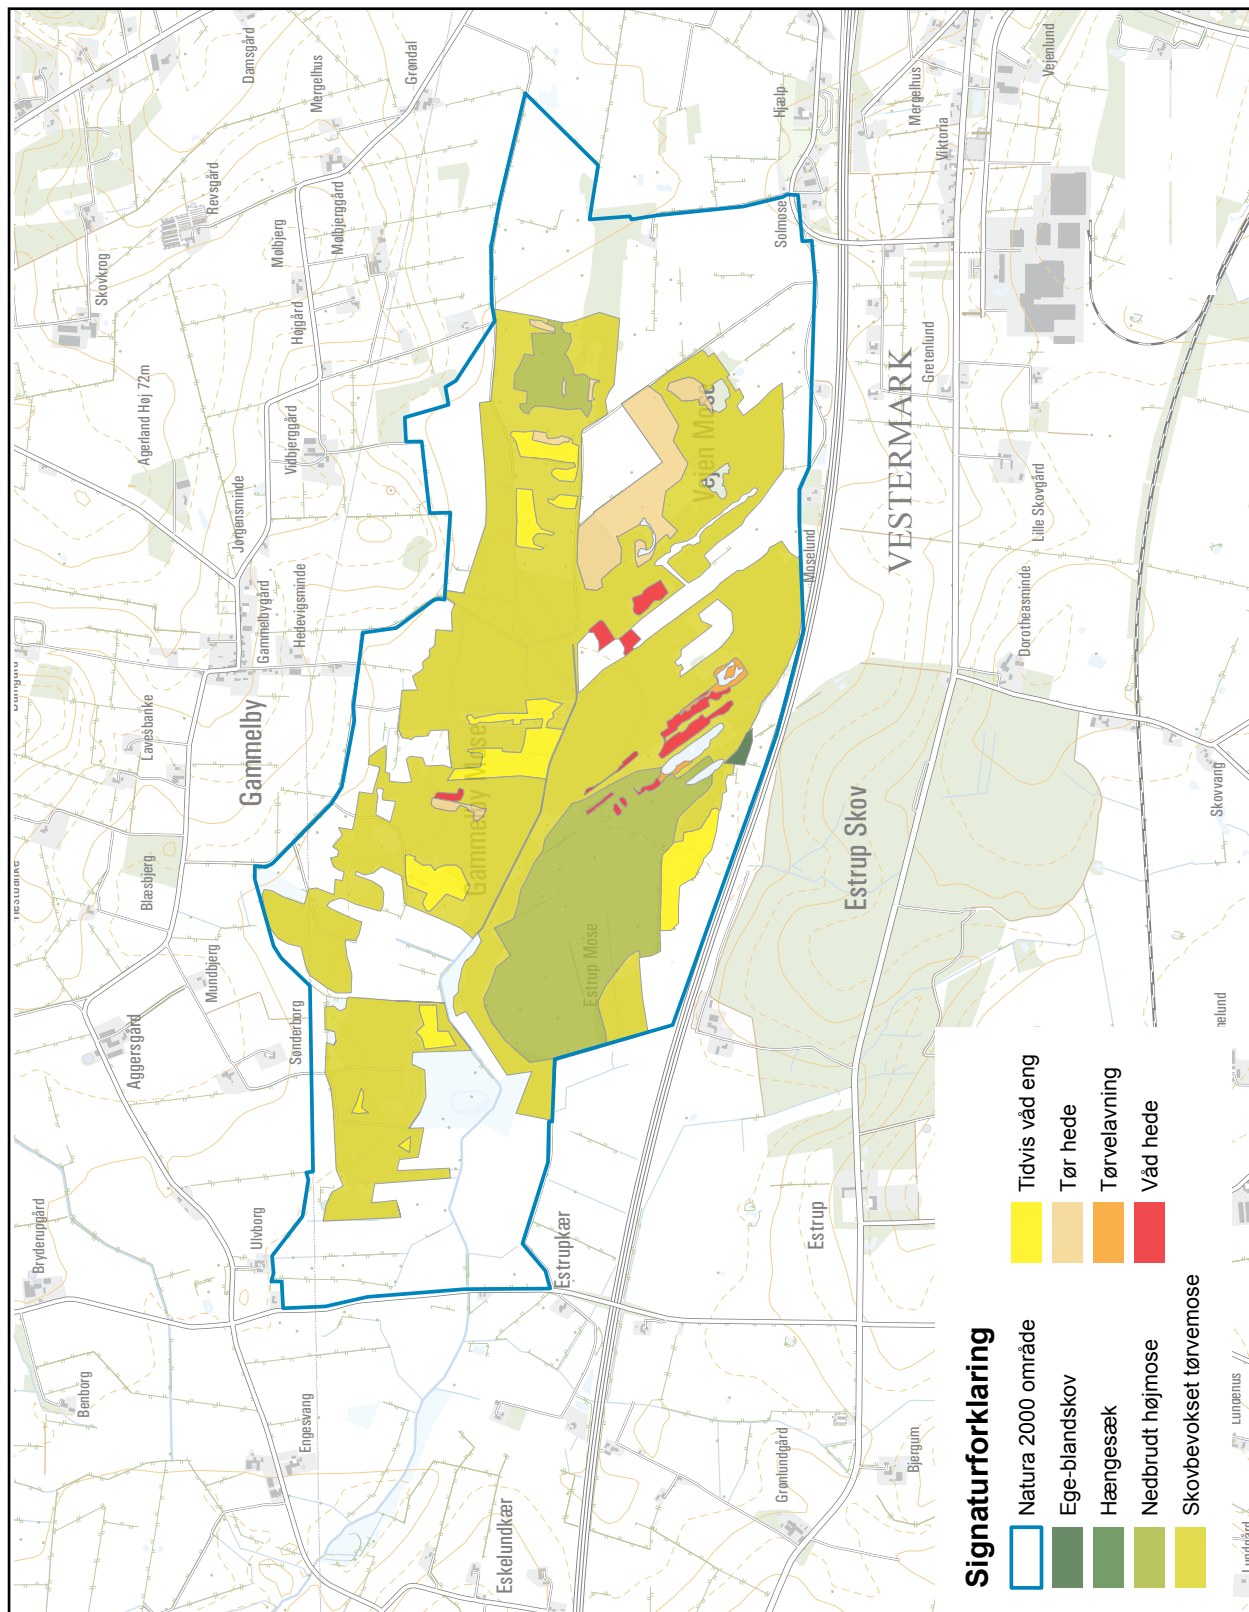 Bryderupgård
Benborg
Engesvang
Eskelundkær
Ulvborg
Aggersgård
Mundbjerg
Sønderborg
Blæsbjerg
Lavesbanke
Gammelby
Gammelbygård
Hedevigsminde
Jørgensminde
Agerland Høj 72m
Vidbjerggård
Højgård
Mølbjerg
Mølbjerggård
Skovkrog
Revsgård
Damsgård
Mergelhus
Grøndal
Gammelby Mose
Estrup Mose
Vejen Mose
Estrupkær
Moselund
Solmose
Hjælp
Mergelhus
Viktoria
Vejenlund
VESTERMARK
Gretenlund
Lille Skovgård
Dorotheasminde
Skovvang
Estrup Skov
Estrup
Grønlundgård
Bjergum
Signaturforklaring
Natura 2000 område
Ege-blandskov
Hængesæk
Nedbrudt højmose
Skovbevokset tørvemose
Tidvis våd eng
Tør hede
Tørvelavning
Våd hede